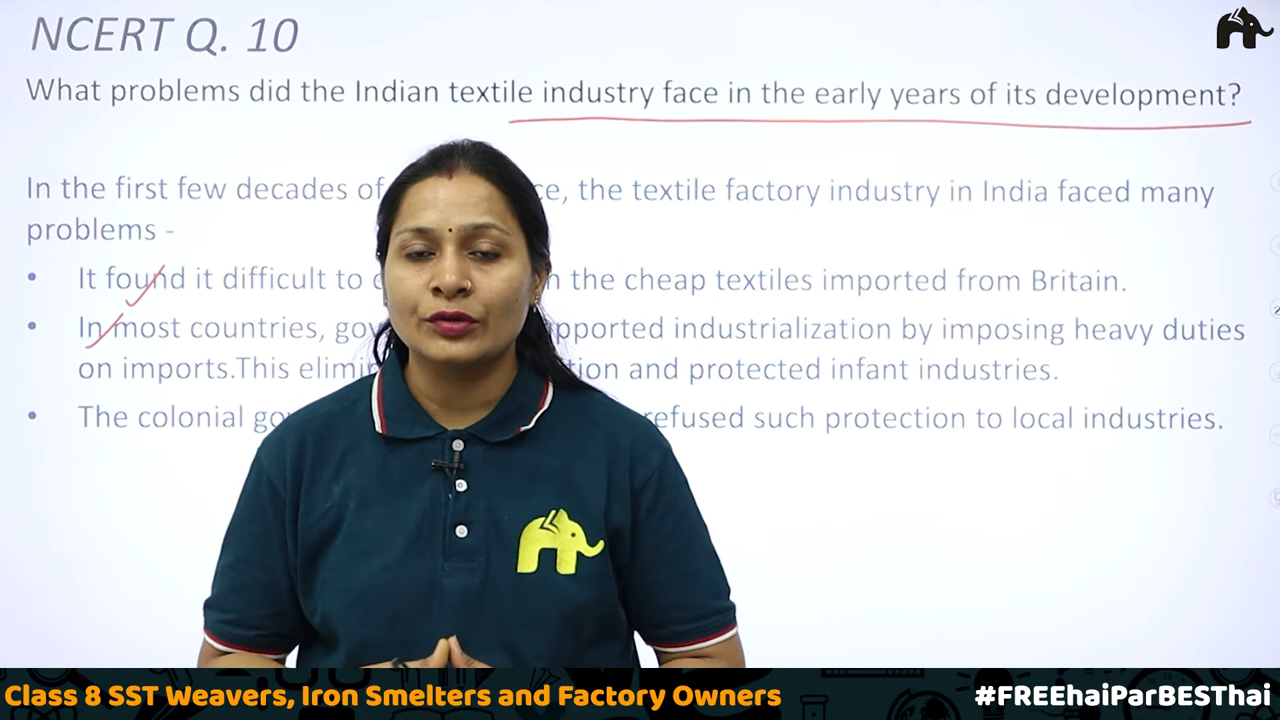 NCERT Q. 10
What problems did the Indian textile industry face in the early years of its development?
In the first few decades of ce, the textile factory industry in India faced many
problems -
• It found it difficult to the cheap textiles imported from Britain.
• In most countries, gov pported industrialization by imposing heavy duties
on imports.This elimi tion and protected infant industries.
• The colonial go refused such protection to local industries.
Class 8 SST Weavers, Iron Smelters and Factory Owners
#FREEhaiParBESThai